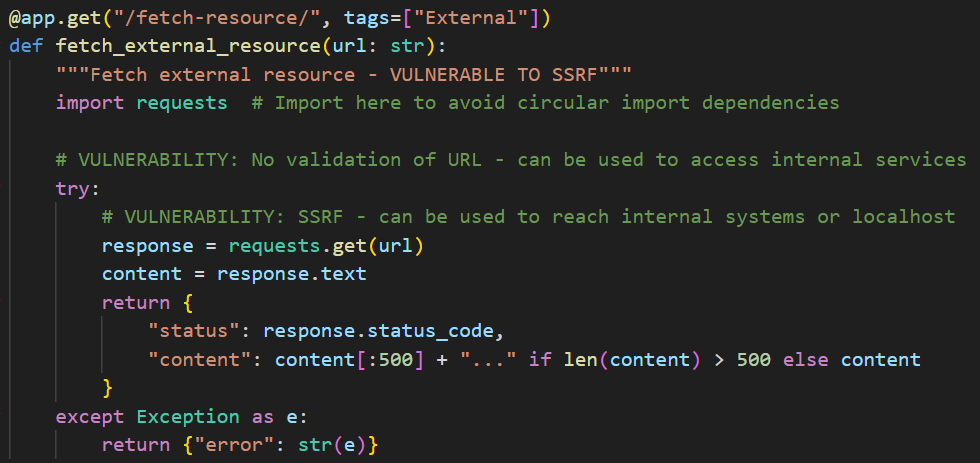 @app.get("/fetch-resource/", tags=["External"])
def fetch_external_resource(url: str):
    """Fetch external resource - VULNERABLE TO SSRF"""
    import requests  # Import here to avoid circular import dependencies

    # VULNERABILITY: No validation of URL - can be used to access internal services
    try:
        # VULNERABILITY: SSRF - can be used to reach internal systems or localhost
        response = requests.get(url)
        content = response.text
        return {
            "status": response.status_code,
            "content": content[:500] + "..." if len(content) > 500 else content
        }
    except Exception as e:
        return {"error": str(e)}